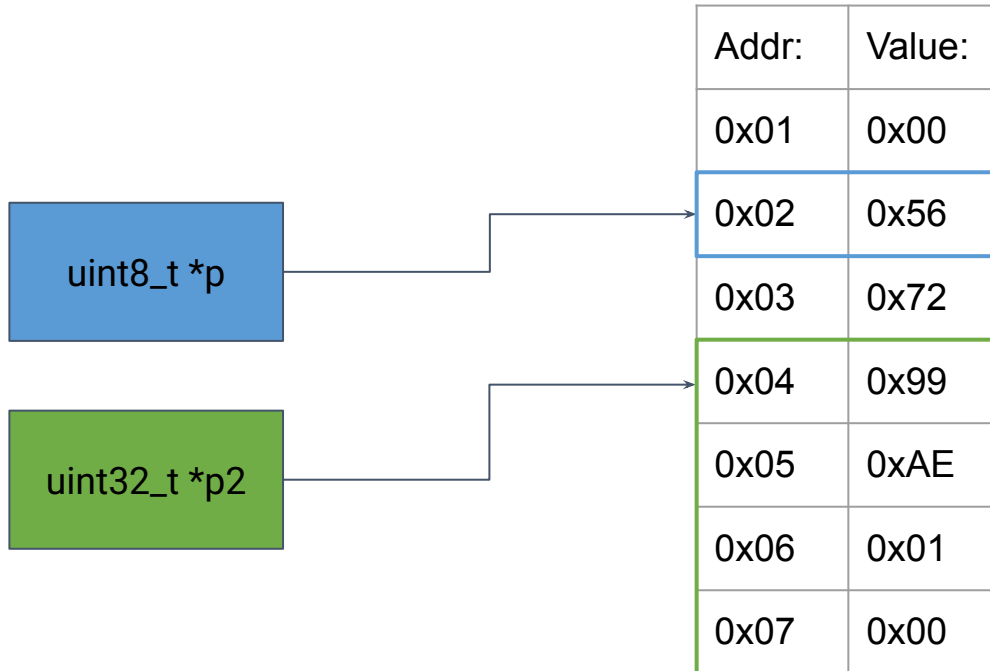 Addr: Value:
0x01 0x00
0x02 0x56
0x03 0x72
0x04 0x99
0x05 0xAE
0x06 0x01
0x07 0x00
uint8_t *p
uint32_t *p2